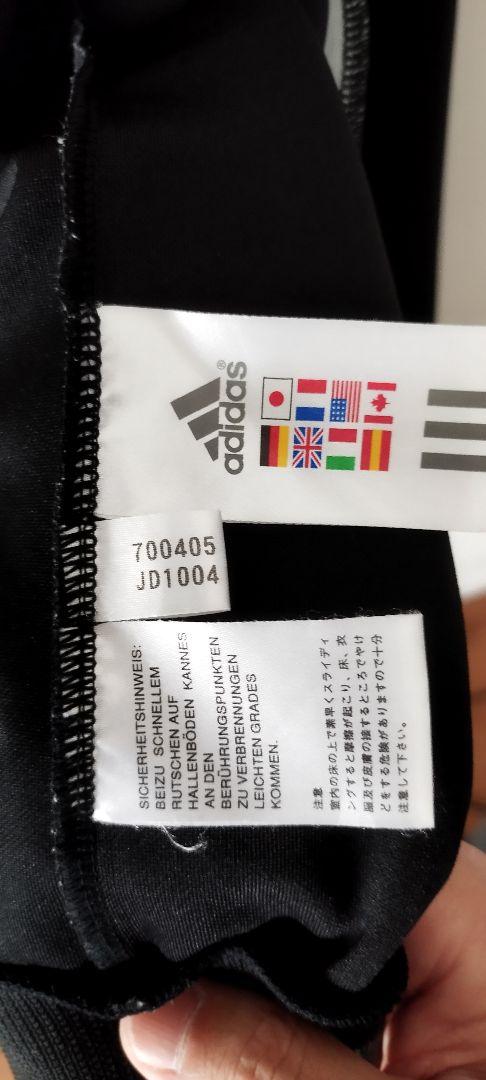 adidas®
700405
JD1004
SICHERHEITSHINWEIS:
BEIZU SCHNELLEM
RUTSCHEN AUF
HALLENBÖDEN KANNES
AN DEN
BERÜHRUNGSPUNKTEN
ZU VERBRENNUNGEN
LEICHTEN GRADES
KOMMEN.
注意
室内の床の上で素早くスライディ
ングすると摩擦が起こり、床、衣
服及び皮膚の接するところでやけ
どをする危険がありますので十分
注意して下さい。